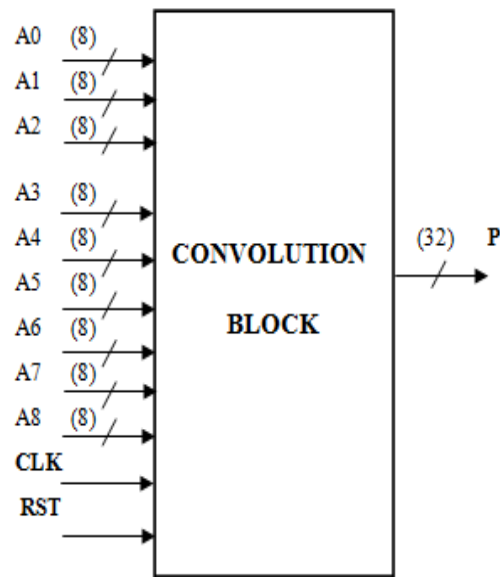 A0 (8)
A1 (8)
A2 (8)
A3 (8)
A4 (8)
A5 (8)
A6 (8)
A7 (8)
A8 (8)
CLK
RST
CONVOLUTION
BLOCK
(32) P